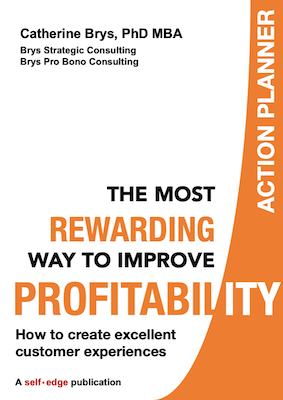 Catherine Brys, PhD MBA
Brys Strategic Consulting
Brys Pro Bono Consulting
ACTION PLANNER
THE MOST
REWARDING
WAY TO IMPROVE
PROFITABILITY
How to create excellent
customer experiences
A self·edge publication